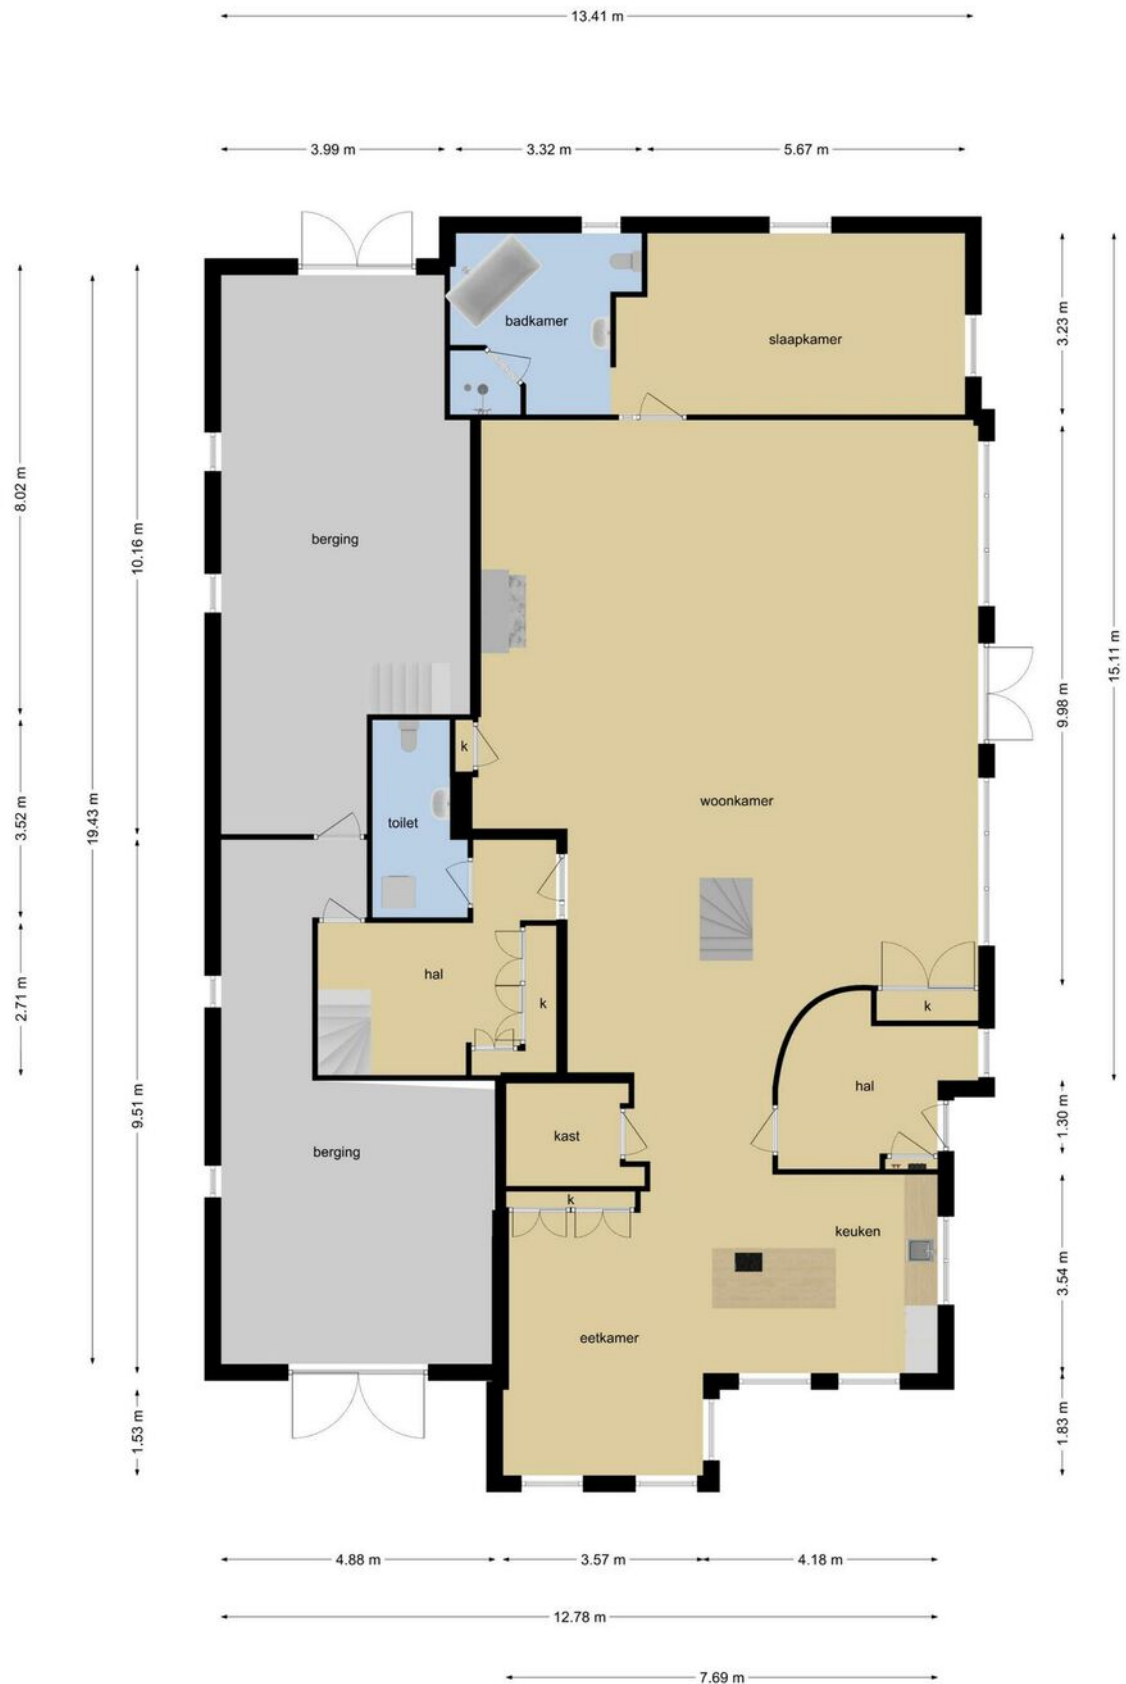 13.41 m
3.99 m
3.32 m
5.67 m
badkamer
slaapkamer
3.23 m
8.02 m
10.16 m
berging
15.11 m
9.98 m
k
woonkamer
toilet
3.52 m
19.43 m
hal
k
k
2.71 m
hal
9.51 m
berging
kast
1.30 m
k
keuken
3.54 m
eetkamer
1.53 m
1.83 m
4.88 m
3.57 m
4.18 m
12.78 m
7.69 m